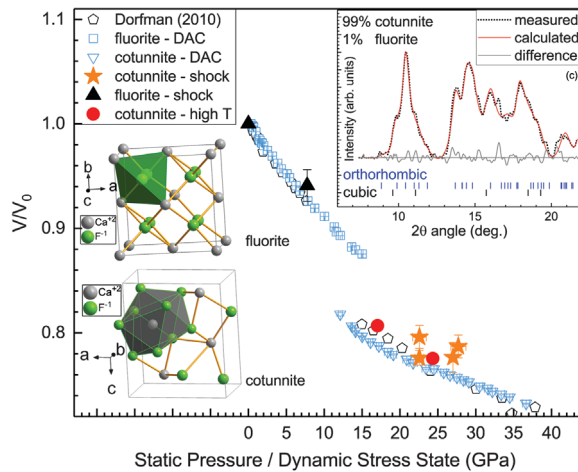 Dorfman (2010)
fluorite - DAC
cotunnite - DAC
cotunnite - shock
fluorite - shock
cotunnite - high T
99% cotunnite
1% fluorite
measured
calculated
difference
(c)
Intensity (arb. units)
orthorhombic
cubic
10 15 20
2θ angle (deg.)
1.1
1.0
0.9
0.8
V/V0
b
a
c
Ca+2
F-1
fluorite
Ca+2
F-1
a
b
c
cotunnite
0 5 10 15 20 25 30 35 40
Static Pressure / Dynamic Stress State (GPa)